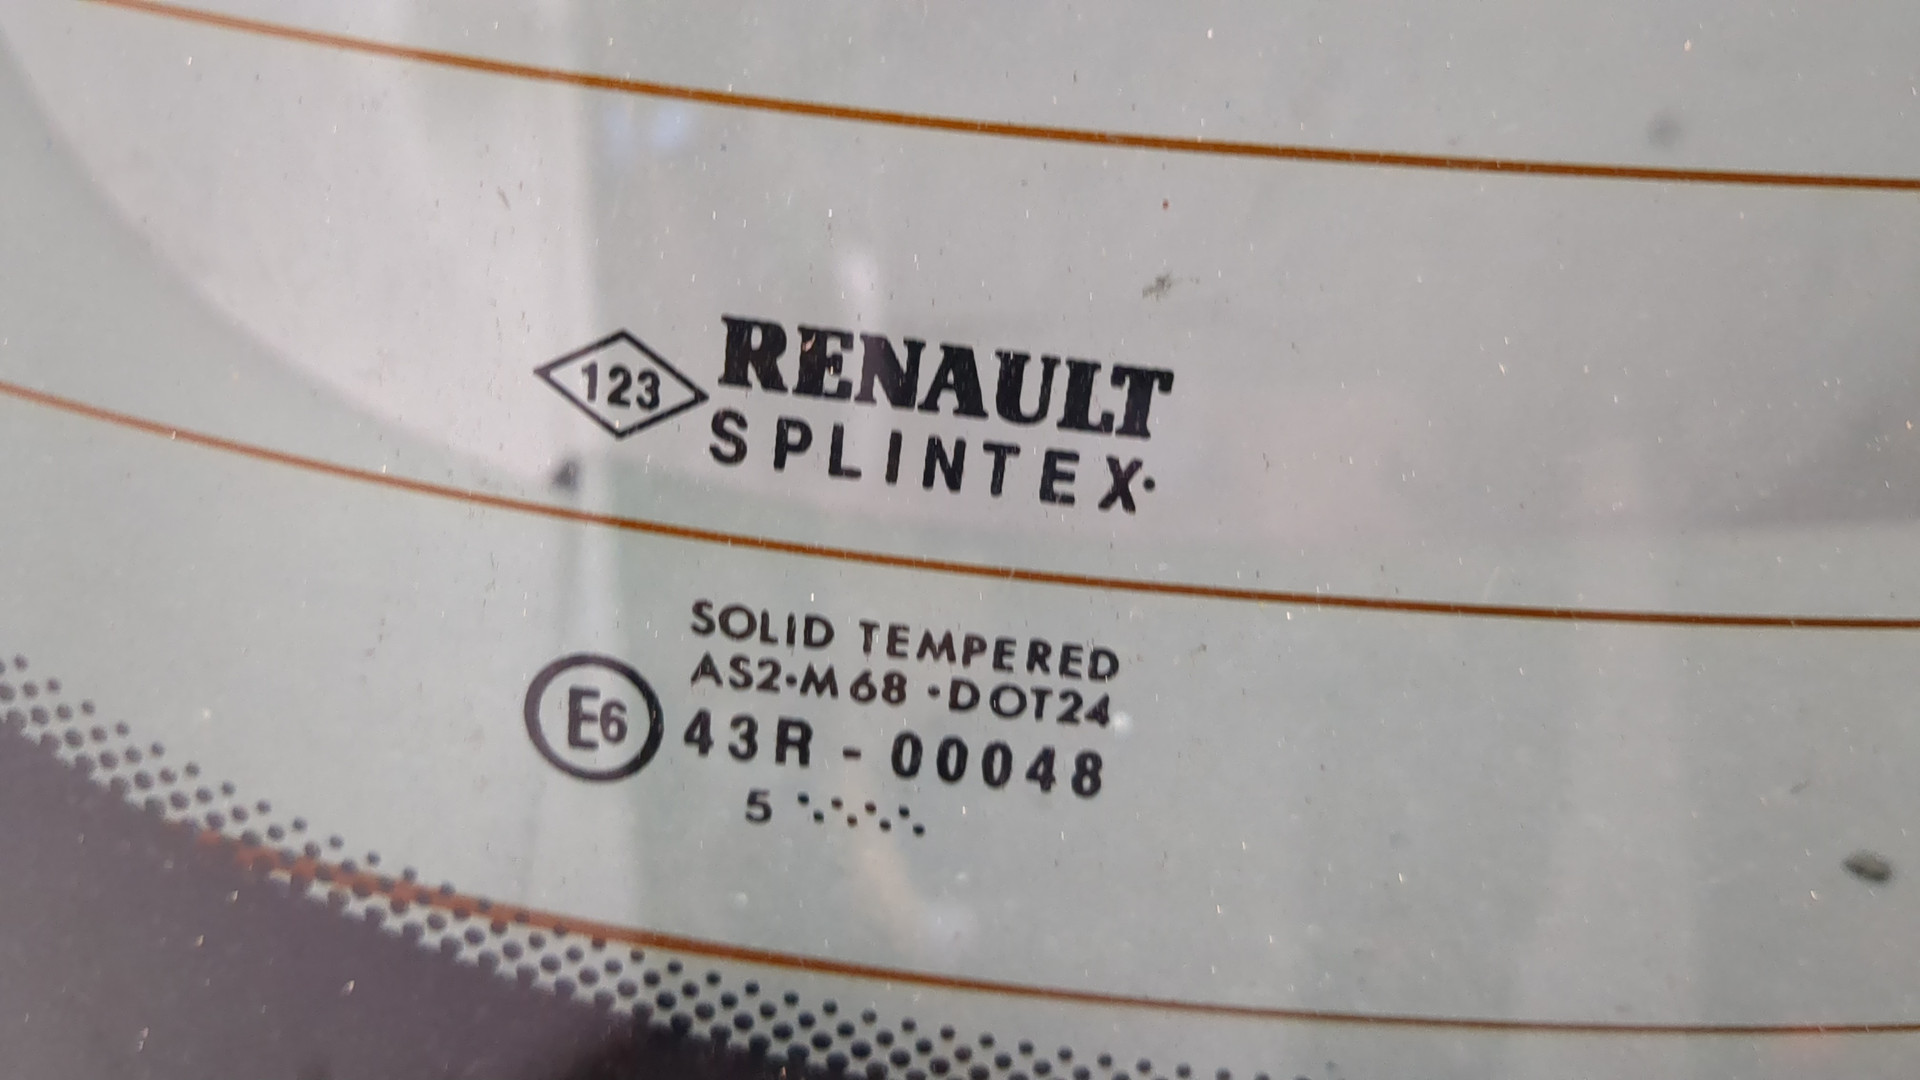 123 RENAULT
SPLINTEX·
SOLID TEMPERED
AS2·M68·DOT24
E6 43R - 00048
5